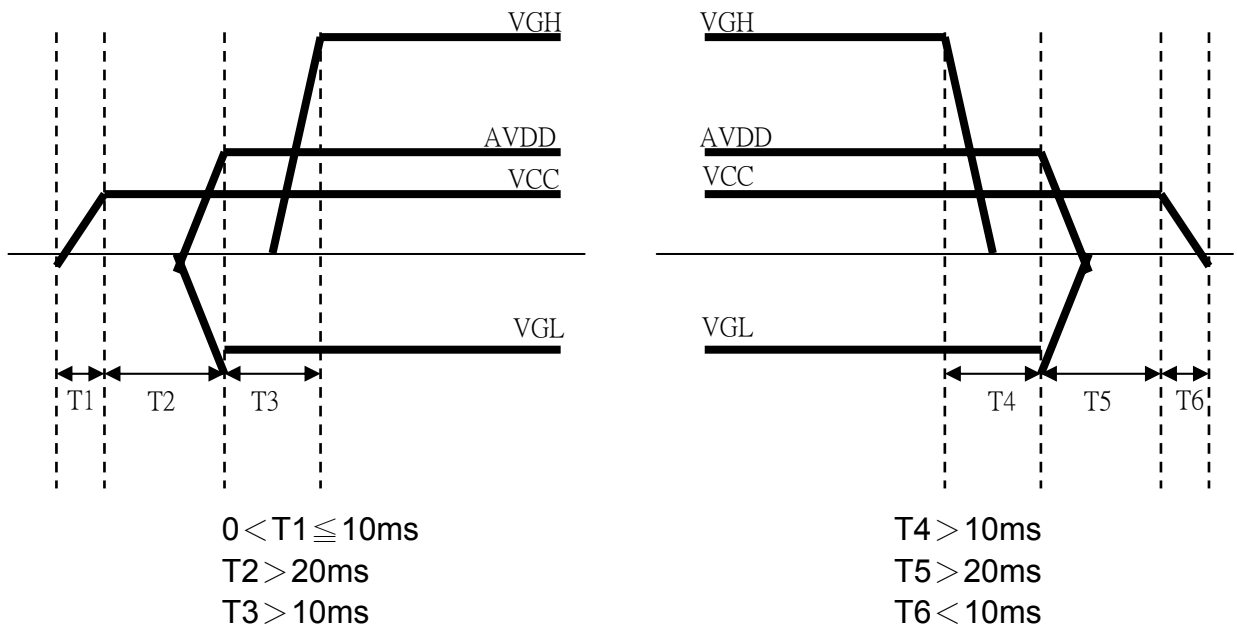 VGH
AVDD
VCC
VGL
T1 T2 T3
0＜T1≦10ms
T2＞20ms
T3＞10ms
VGH
AVDD
VCC
VGL
T4 T5 T6
T4＞10ms
T5＞20ms
T6＜10ms